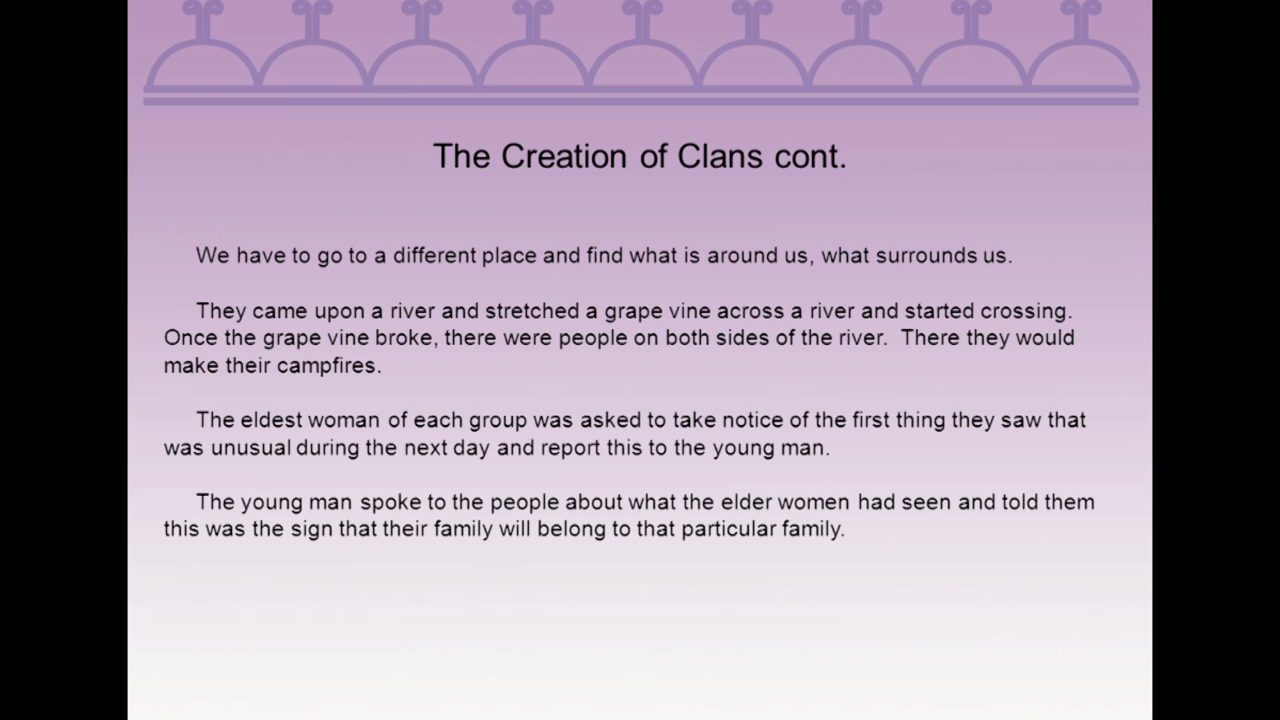 The Creation of Clans cont.
We have to go to a different place and find what is around us, what surrounds us.
They came upon a river and stretched a grape vine across a river and started crossing.
Once the grape vine broke, there were people on both sides of the river.  There they would
make their campfires.
The eldest woman of each group was asked to take notice of the first thing they saw that
was unusual during the next day and report this to the young man.
The young man spoke to the people about what the elder women had seen and told them
this was the sign that their family will belong to that particular family.